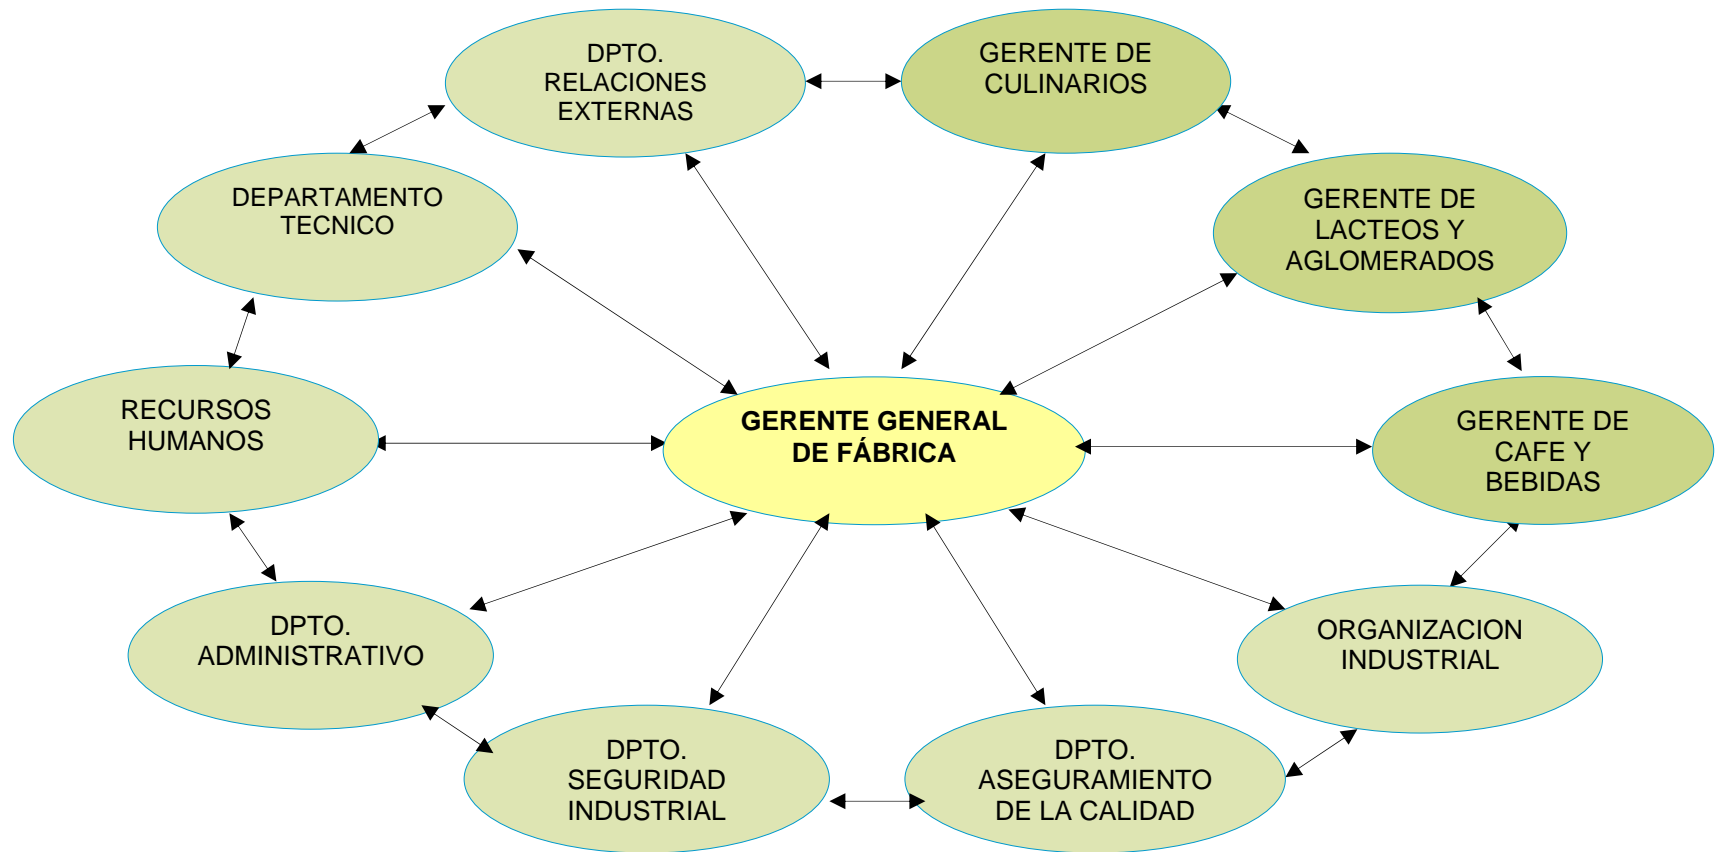 DPTO.
RELACIONES
EXTERNAS
GERENTE DE
CULINARIOS
DEPARTAMENTO
TECNICO
GERENTE DE
LACTEOS Y
AGLOMERADOS
RECURSOS
HUMANOS
GERENTE GENERAL
DE FÁBRICA
GERENTE DE
CAFE Y
BEBIDAS
DPTO.
ADMINISTRATIVO
ORGANIZACION
INDUSTRIAL
DPTO.
SEGURIDAD
INDUSTRIAL
DPTO.
ASEGURAMIENTO
DE LA CALIDAD